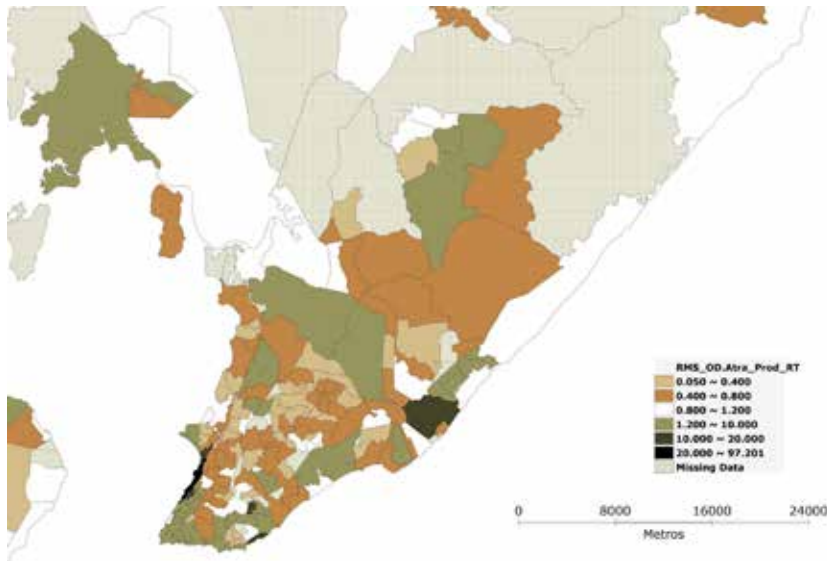 RMS_OD.Atra_Prod_RT
0.050 ~ 0.400
0.400 ~ 0.800
0.800 ~ 1.200
1.200 ~ 10.000
10.000 ~ 20.000
20.000 ~ 97.201
Missing Data
0 8000 16000 24000
Metros